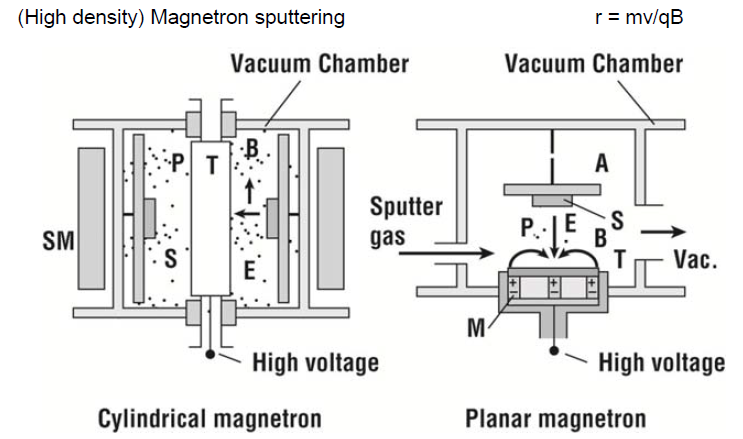 (High density) Magnetron sputtering
r = mv/qB
Vacuum Chamber
Vacuum Chamber
P T B
A
Sputter
gas
SM
S
E
P E S
B
T
Vac.
+ + +
- - -
M
High voltage
High voltage
Cylindrical magnetron
Planar magnetron